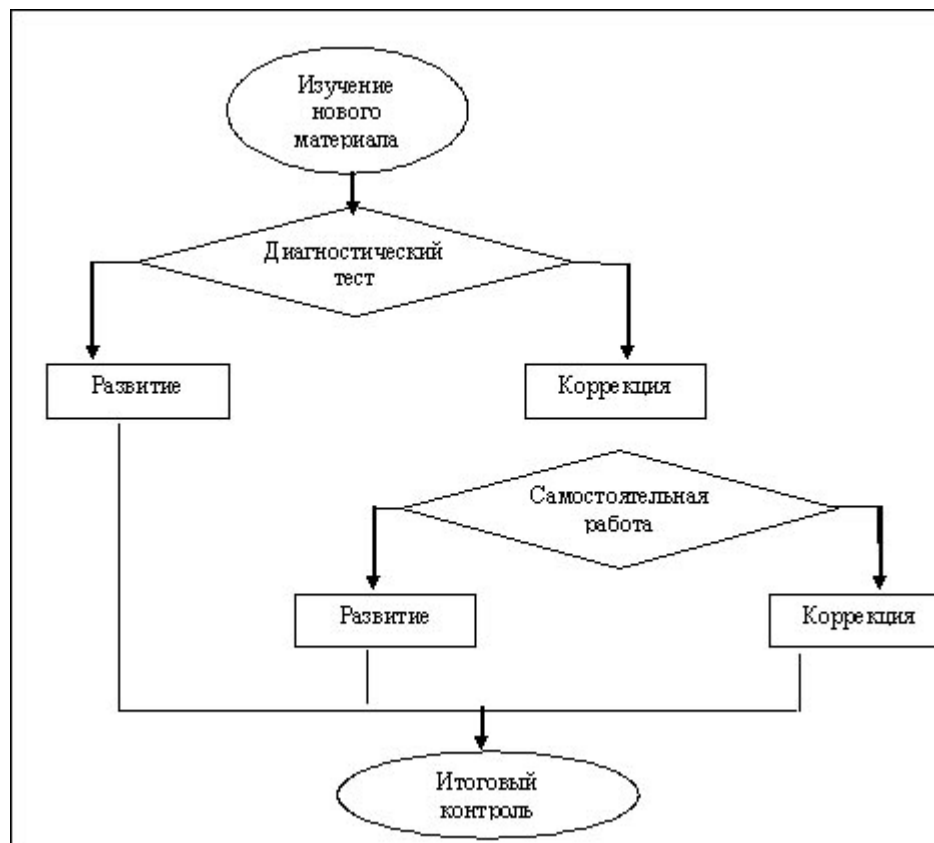 Изучение
нового
материала
Диагностический
тест
Развитие
Коррекция
Самостоятельная
работа
Развитие
Коррекция
Итоговый
контроль